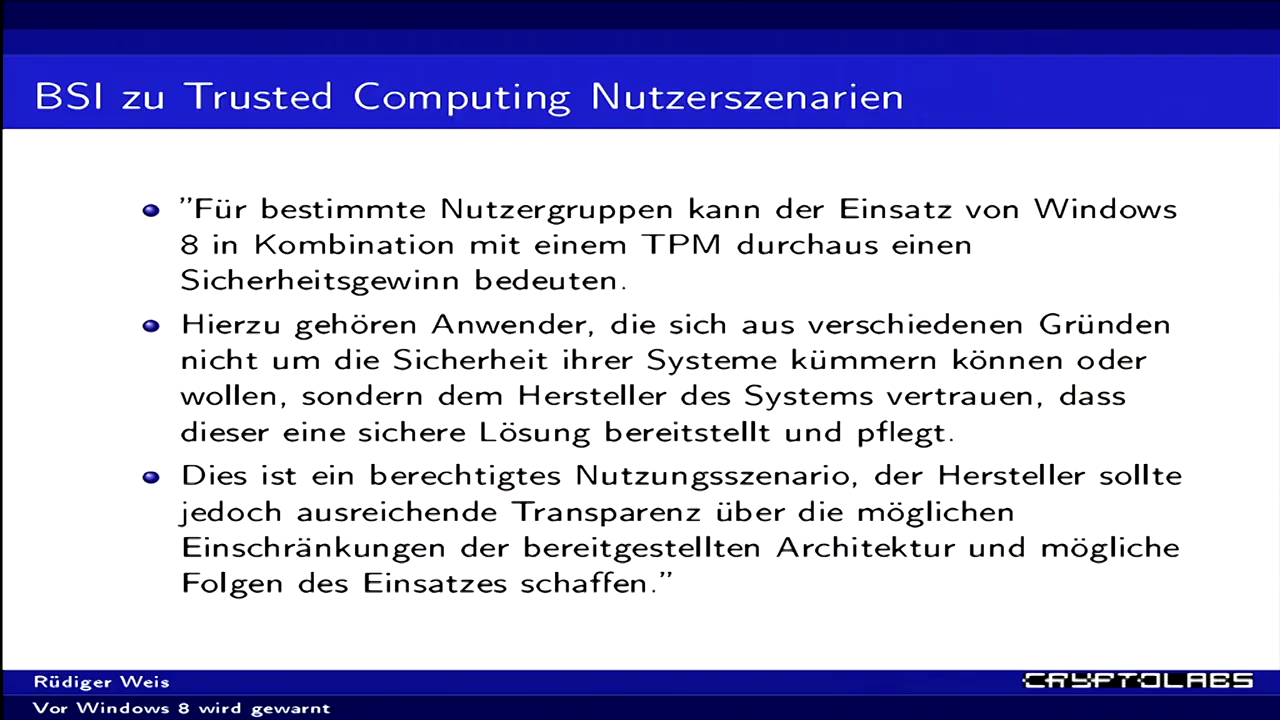 BSI zu Trusted Computing Nutzerszenarien
”Für bestimmte Nutzergruppen kann der Einsatz von Windows
8 in Kombination mit einem TPM durchaus einen
Sicherheitsgewinn bedeuten.
Hierzu gehören Anwender, die sich aus verschiedenen Gründen
nicht um die Sicherheit ihrer Systeme kümmern können oder
wollen, sondern dem Hersteller des Systems vertrauen, dass
dieser eine sichere Lösung bereitstellt und pflegt.
Dies ist ein berechtigtes Nutzungsszenario, der Hersteller sollte
jedoch ausreichende Transparenz über die möglichen
Einschränkungen der bereitgestellten Architektur und mögliche
Folgen des Einsatzes schaffen.”
Rüdiger Weis
CRYPTOLABS
Vor Windows 8 wird gewarnt